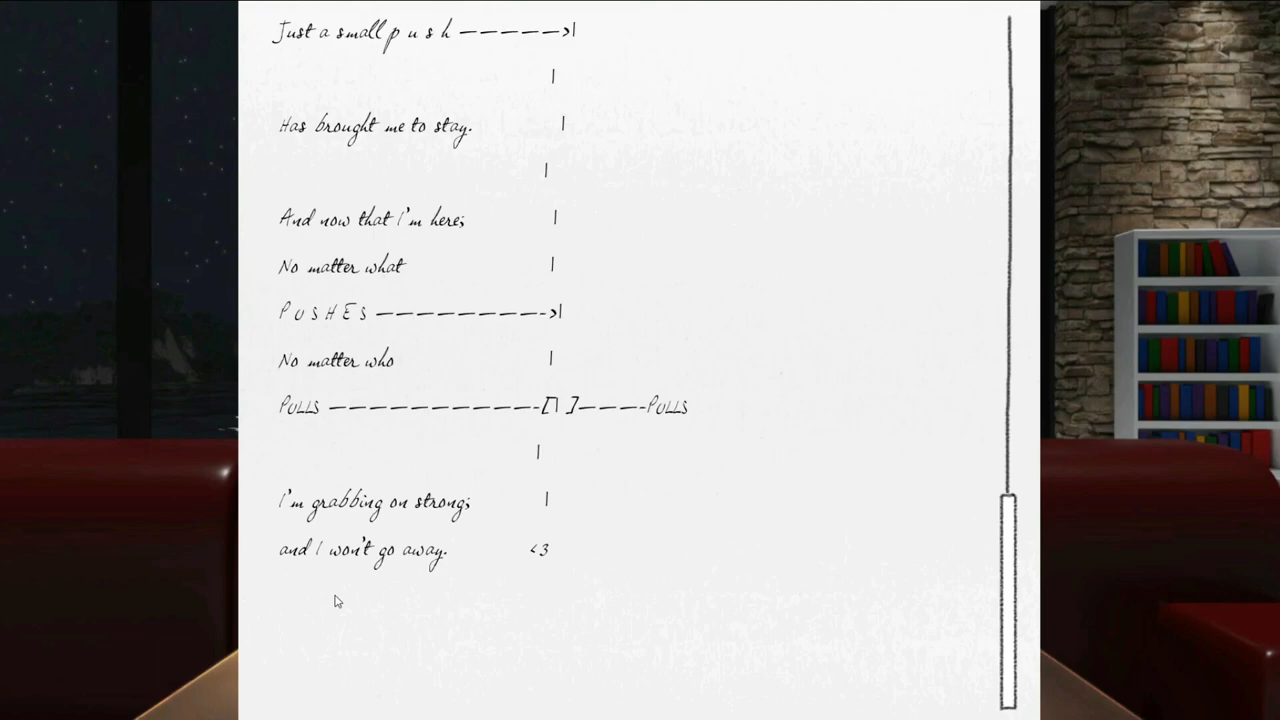 Just a small p u s h ------>|
|
Has brought me to stay. |
|
And now that I'm here; |
No matter what |
P U S H E S ---------->|
No matter who |
PULLS ------------[| ]-----PULLS
|
I'm grabbing on strong; |
and I won't go away. <3